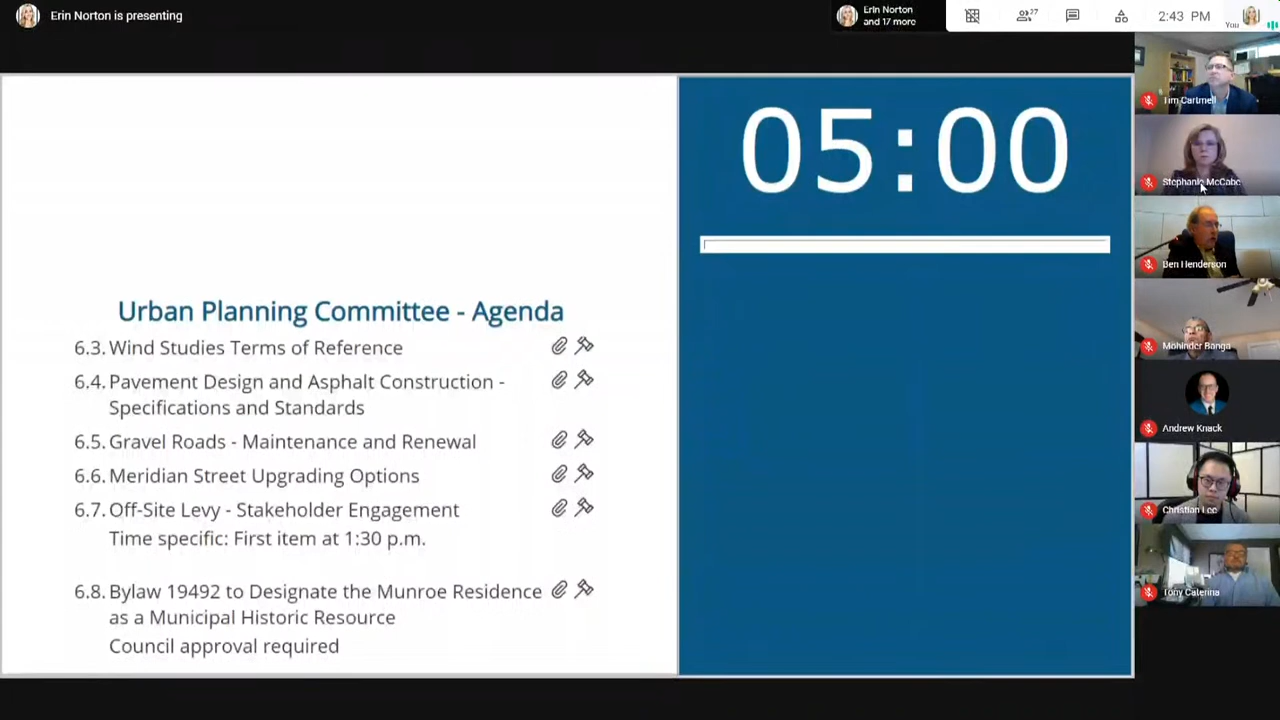 Erin Norton is presenting
Erin Norton
and 17 more
27
2:43 PM
You
05:00
Tim Cartmell
Stephanie McCabe
Ben Henderson
Mohinder Banga
Andrew Knack
Christian Lee
Tony Caterina
Urban Planning Committee - Agenda
6.3. Wind Studies Terms of Reference
6.4. Pavement Design and Asphalt Construction -
Specifications and Standards
6.5. Gravel Roads - Maintenance and Renewal
6.6. Meridian Street Upgrading Options
6.7. Off-Site Levy - Stakeholder Engagement
Time specific: First item at 1:30 p.m.
6.8. Bylaw 19492 to Designate the Munroe Residence
as a Municipal Historic Resource
Council approval required